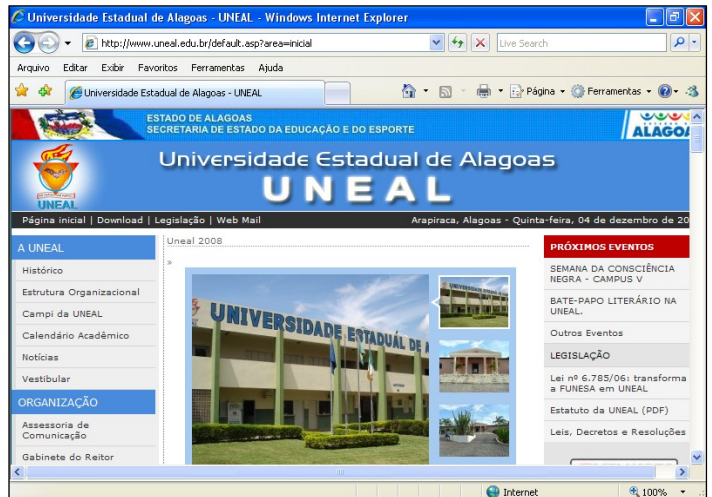 Universidade Estadual de Alagoas - UNEAL - Windows Internet Explorer
http://www.uneal.edu.br/default.asp?area=inicial
Live Search
Arquivo Editar Exibir Favoritos Ferramentas Ajuda
Universidade Estadual de Alagoas - UNEAL
Página
Ferramentas
ESTADO DE ALAGOAS
SECRETARIA DE ESTADO DA EDUCAÇÃO E DO ESPORTE
ALAGO
UNEAL
Universidade Estadual de Alagoas
UNEAL
Página inicial | Download | Legislação | Web Mail
Arapiraca, Alagoas - Quinta-feira, 04 de dezembro de 20
A UNEAL
Histórico
Estrutura Organizacional
Campi da UNEAL
Calendário Acadêmico
Notícias
Vestibular
ORGANIZAÇÃO
Assessoria de
Comunicação
Gabinete do Reitor
Uneal 2008
»
UNIVERSIDADE ESTADUAL DE A
PRÓXIMOS EVENTOS
SEMANA DA CONSCIÊNCIA
NEGRA - CAMPUS V
BATE-PAPO LITERÁRIO NA
UNEAL.
Outros Eventos
LEGISLAÇÃO
Lei nº 6.785/06: transforma
a FUNESA em UNEAL
Estatuto da UNEAL (PDF)
Leis, Decretos e Resoluções
Internet
100%